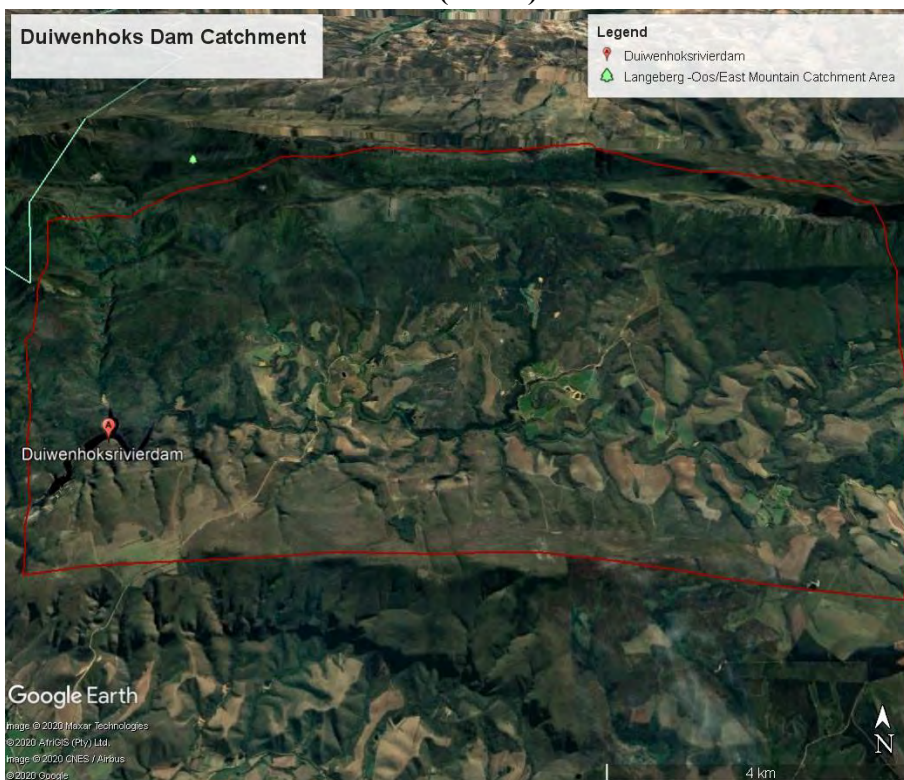 Duiwenhoks Dam Catchment
Legend
Duiwenhoksrivierdam
Langeberg -Oos/East Mountain Catchment Area
A
Duiwenhoksrivierdam
Google Earth
Image © 2020 Maxar Technologies
© 2020 AfriGIS (Pty) Ltd.
Image © 2020 CNES / Airbus
© 2020 Google
N
4 km